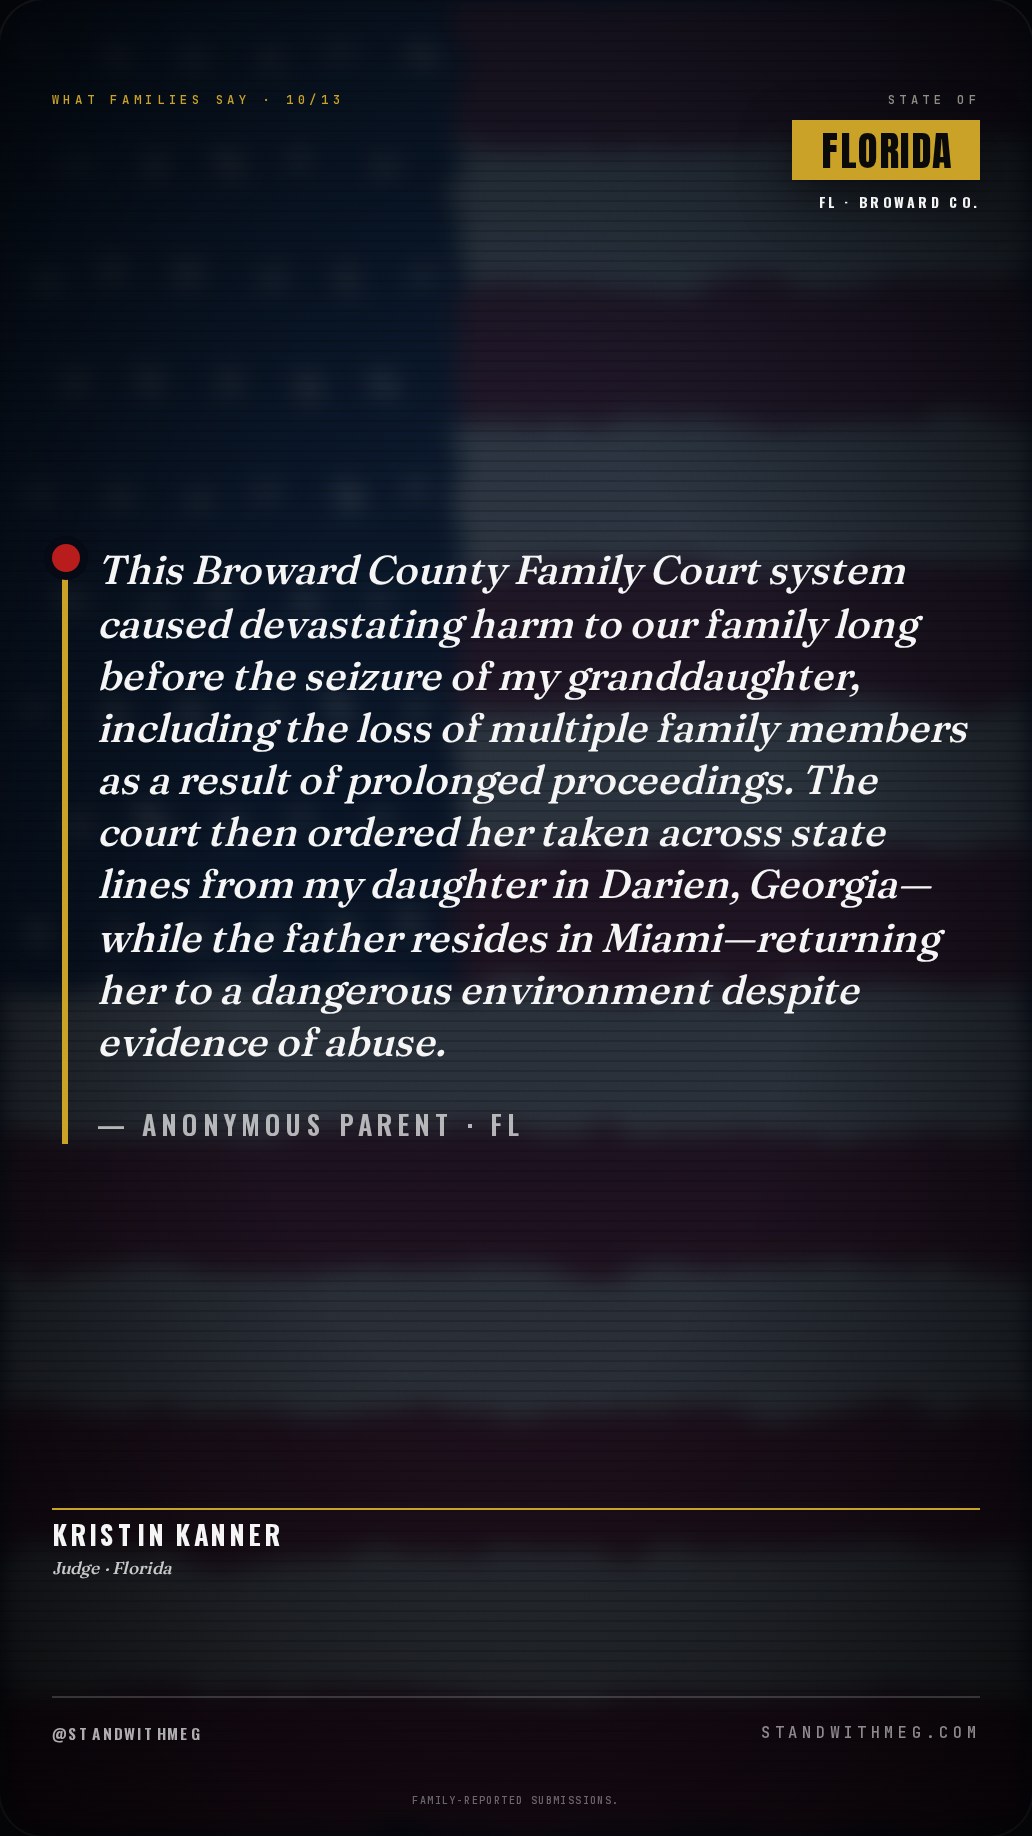 WHAT FAMILIES SAY · 10/13
STATE OF
FLORIDA
FL · BROWARD CO.
This Broward County Family Court system
caused devastating harm to our family long
before the seizure of my granddaughter,
including the loss of multiple family members
as a result of prolonged proceedings. The
court then ordered her taken across state
lines from my daughter in Darien, Georgia—
while the father resides in Miami—returning
her to a dangerous environment despite
evidence of abuse.
— ANONYMOUS PARENT · FL
KRISTIN KANNER
Judge · Florida
@STANDWITHMEG
STANDWITHMEG.COM
FAMILY-REPORTED SUBMISSIONS.